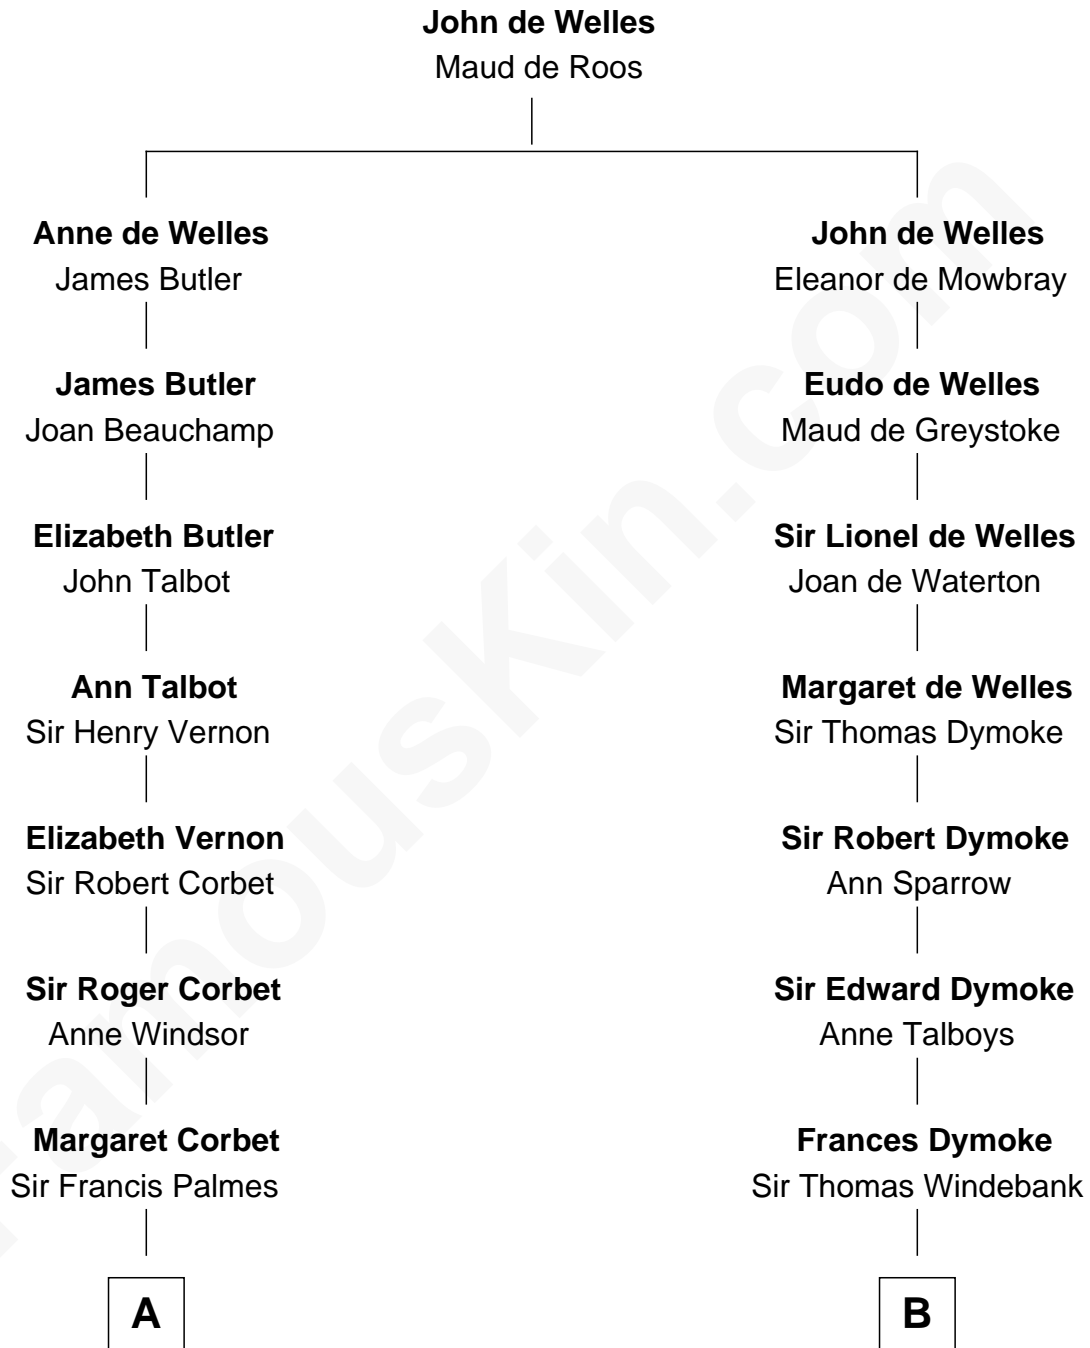 John de Welles
Maud de Roos
Anne de Welles
James Butler
John de Welles
Eleanor de Mowbray
James Butler
Joan Beauchamp
Eudo de Welles
Maud de Greystoke
Elizabeth Butler
John Talbot
Sir Lionel de Welles
Joan de Waterton
Ann Talbot
Sir Henry Vernon
Margaret de Welles
Sir Thomas Dymoke
Elizabeth Vernon
Sir Robert Corbet
Sir Robert Dymoke
Ann Sparrow
Sir Roger Corbet
Anne Windsor
Sir Edward Dymoke
Anne Talboys
Margaret Corbet
Sir Francis Palmes
Frances Dymoke
Sir Thomas Windebank
A
B
FamousKin.com